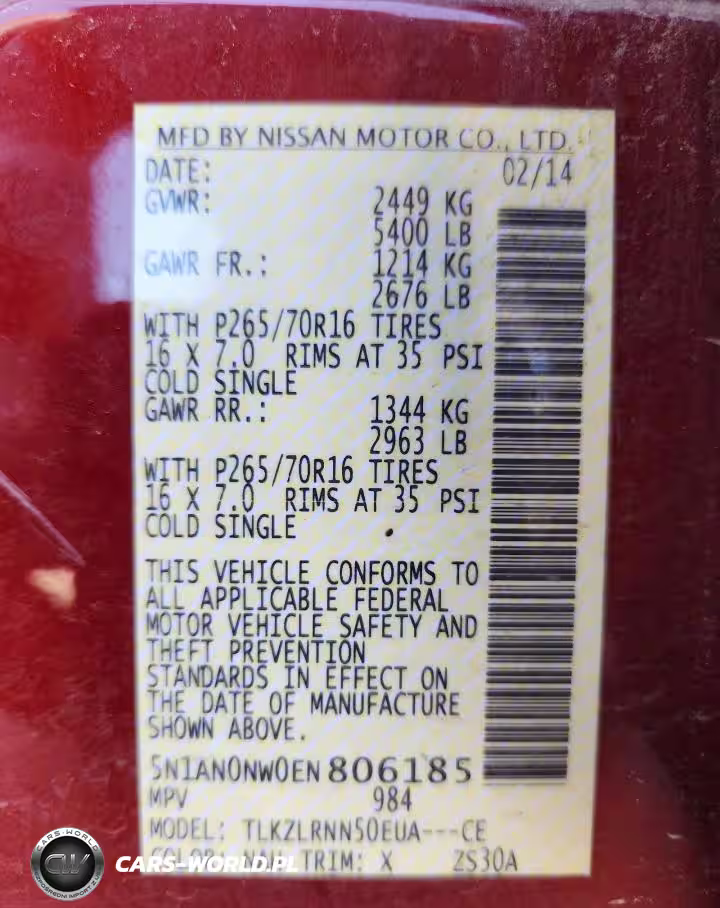 MFD BY NISSAN MOTOR CO., LTD.
DATE: 02/14
GVWR: 2449 KG
5400 LB
GAWR FR.: 1214 KG
2676 LB
WITH P265/70R16 TIRES
16 X 7.0 RIMS AT 35 PSI
COLD SINGLE
GAWR RR.: 1344 KG
2963 LB
WITH P265/70R16 TIRES
16 X 7.0 RIMS AT 35 PSI
COLD SINGLE
THIS VEHICLE CONFORMS TO
ALL APPLICABLE FEDERAL
MOTOR VEHICLE SAFETY AND
THEFT PREVENTION
STANDARDS IN EFFECT ON
THE DATE OF MANUFACTURE
SHOWN ABOVE.
5N1AN0NW0EN806185
MPV 984
MODEL: TLKZLRNN50EUA---CE
COLOR: TRIM: X ZS30A
CARS-WORLD
CW
CARS-WORLD.PL